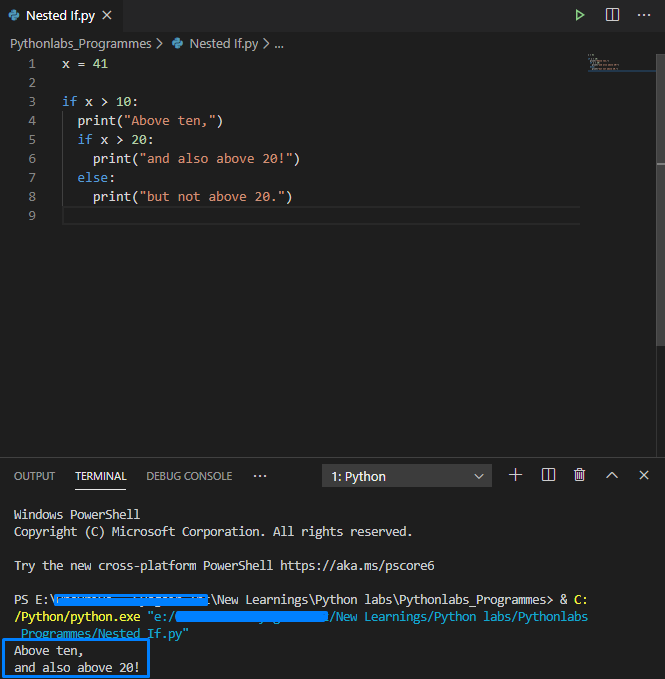 Nested If.py
Pythonlabs_Programmes > Nested If.py > ...
1 x = 41
2
3 if x > 10:
4 print("Above ten,")
5 if x > 20:
6 print("and also above 20!")
7 else:
8 print("but not above 20.")
9
OUTPUT TERMINAL DEBUG CONSOLE ... 1: Python
Windows PowerShell
Copyright (C) Microsoft Corporation. All rights reserved.
Try the new cross-platform PowerShell https://aka.ms/pscore6
PS E:\ \New Learnings\Python labs\Pythonlabs_Programmes> & C:
/Python/python.exe "e:/ /New Learnings/Python labs/Pythonlabs
_Programmes/Nested If.py"
Above ten,
and also above 20!